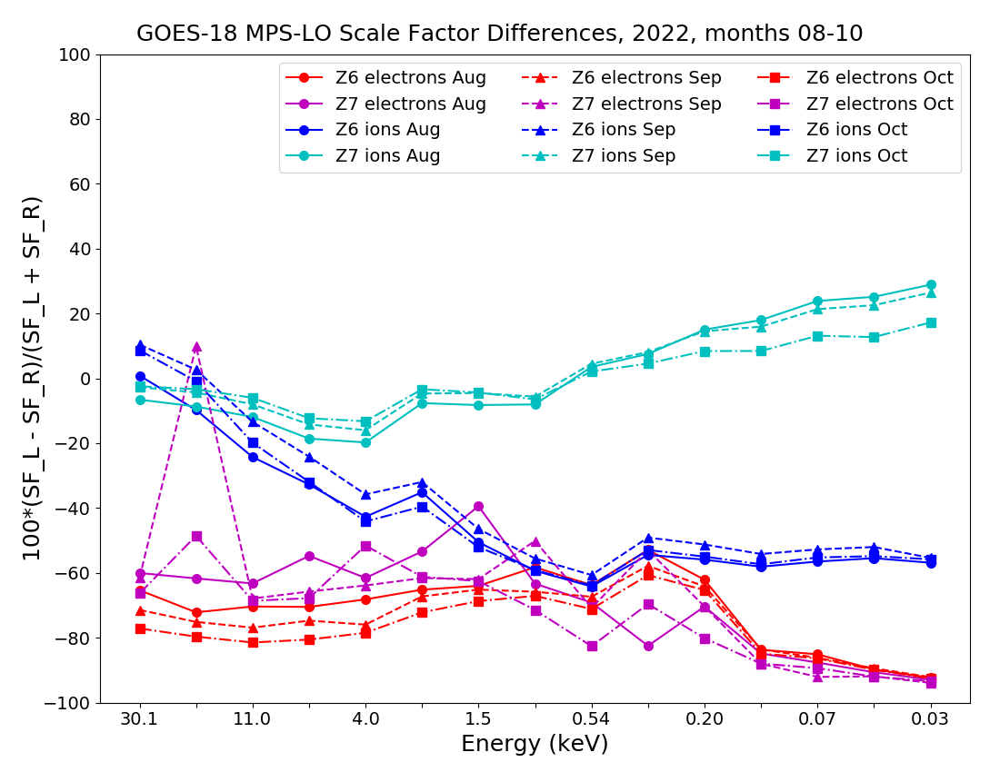 GOES-18 MPS-LO Scale Factor Differences, 2022, months 08-10
100*(SF_L - SF_R)/(SF_L + SF_R)
100
80
60
40
20
0
−20
−40
−60
−80
−100
Z6 electrons Aug
Z7 electrons Aug
Z6 ions Aug
Z7 ions Aug
Z6 electrons Sep
Z7 electrons Sep
Z6 ions Sep
Z7 ions Sep
Z6 electrons Oct
Z7 electrons Oct
Z6 ions Oct
Z7 ions Oct
30.1 11.0 4.0 1.5 0.54 0.20 0.07 0.03
Energy (keV)